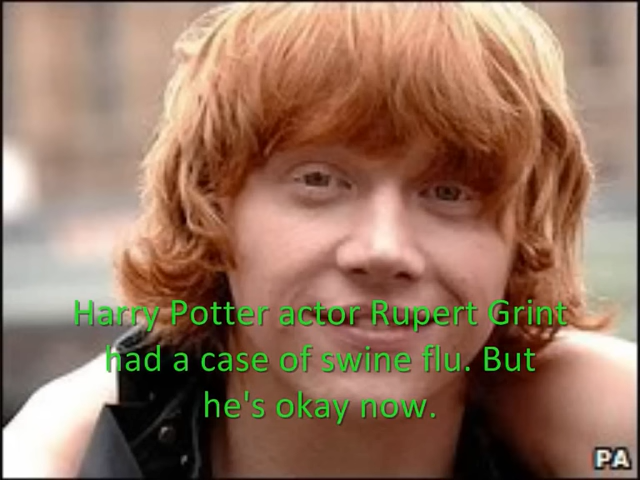 Harry Potter actor Rupert Grint
had a case of swine flu. But
he's okay now.
PA